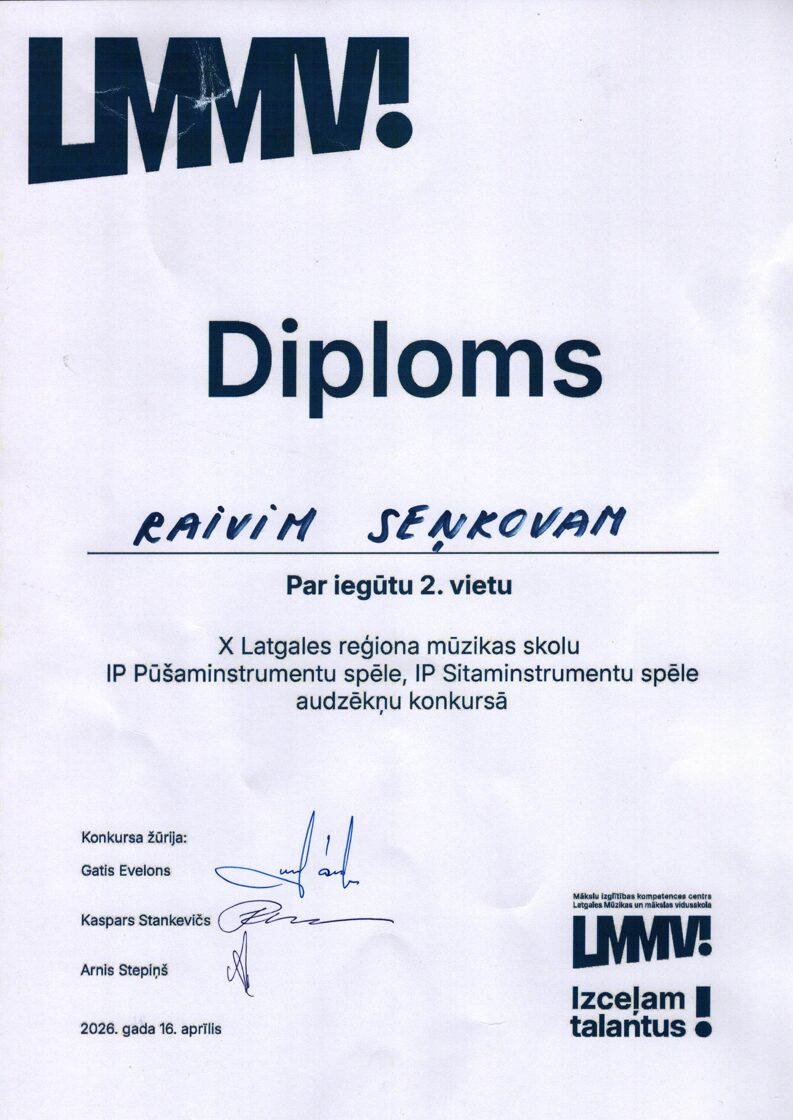 LMMV!
Diploms
RAIVIM SEŅKOVAM
Par iegūtu 2. vietu
X Latgales reģiona mūzikas skolu
IP Pūšaminstrumentu spēle, IP Sitaminstrumentu spēle
audzēkņu konkursā
Konkursa žūrija:
Gatis Evelons
Kaspars Stankevičs
Arnis Stepiņš
2026. gada 16. aprīlis
Mākslu izglītības kompetences centrs
Latgales Mūzikas un mākslas vidusskola
LMMV!
Izceļam
talantus!